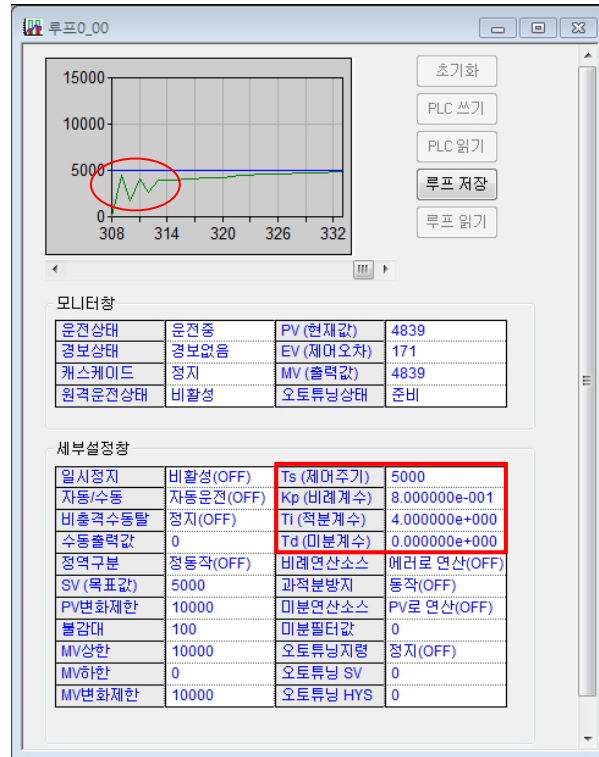 루프0_00
초기화
PLC 쓰기
PLC 읽기
루프 저장
루프 읽기
15000
10000
5000
0
308 314 320 326 332
모니터창
운전상태 운전중 PV (현재값) 4839
경보상태 경보없음 EV (제어오차) 171
캐스케이드 정지 MV (출력값) 4839
원격운전상태 비활성 오토튜닝상태 준비
세부설정창
일시정지 비활성(OFF) Ts (제어주기) 5000
자동/수동 자동운전(OFF) Kp (비례계수) 8.000000e-001
비충격수동탈 정지(OFF) Ti (적분계수) 4.000000e+000
수동출력값 0 Td (미분계수) 0.000000e+000
정역구분 정동작(OFF) 비례연산소스 에러로 연산(OFF)
SV (목표값) 5000 과적분방지 동작(OFF)
PV변화제한 10000 미분연산소스 PV로 연산(OFF)
불감대 100 미분필터값 0
MV상한 10000 오토튜닝지령 정지(OFF)
MV하한 0 오토튜닝 SV 0
MV변화제한 10000 오토튜닝 HYS 0